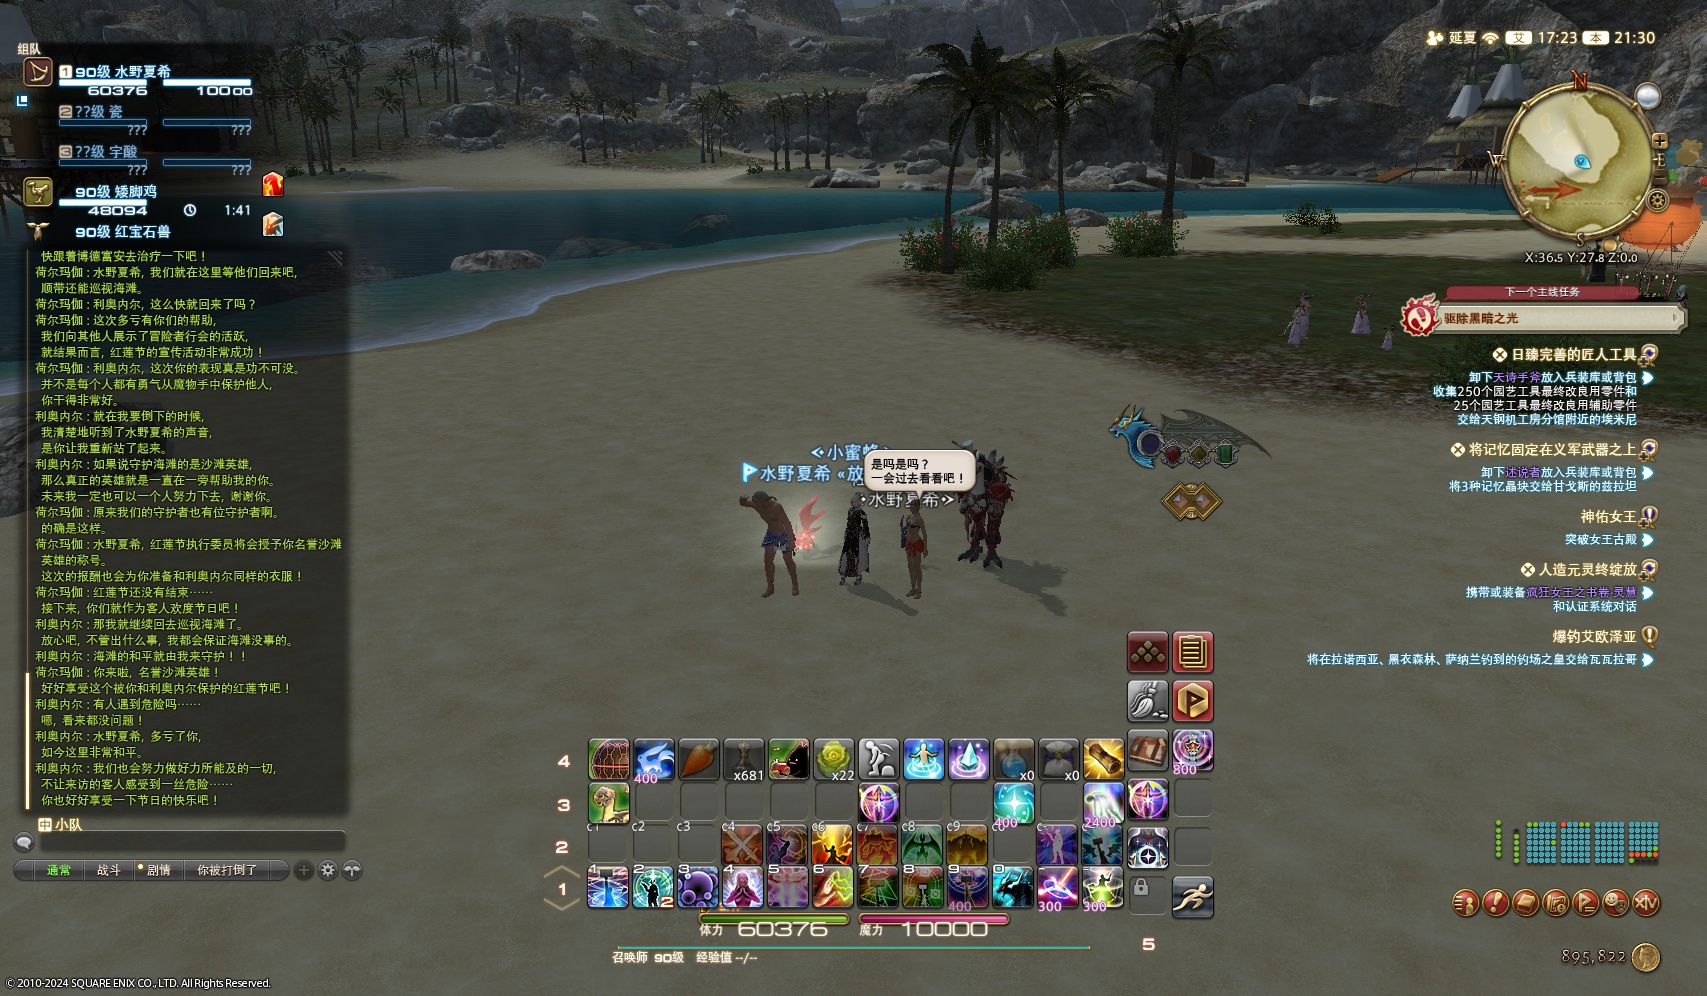 组队
1 90级 水野夏希
60376 10000
2 ??级 瓷
??? ???
3 ??级 宇酸
??? ???
90级 矮脚鸡
48094 1:41
90级 红宝石兽
快跟着博德富安去治疗一下吧！
荷尔玛伽：水野夏希，我们就在这里等他们回来吧，
顺带还能巡视海滩。
荷尔玛伽：利奥内尔，这么快就回来了吗？
荷尔玛伽：这次多亏有你们的帮助，
我们向其他人展示了冒险者行会的活跃，
就结果而言，红莲节的宣传活动非常成功！
荷尔玛伽：利奥内尔，这次你的表现真是功不可没。
并不是每个人都有勇气从魔物手中保护他人，
你干得非常好。
利奥内尔：就在我要倒下的时候，
我清楚地听到了水野夏希的声音，
是你让我重新站了起来。
利奥内尔：如果说守护海滩的是沙滩英雄，
那么真正的英雄就是一直在一旁帮助我的你。
未来我一定也可以一个人努力下去，谢谢你。
荷尔玛伽：原来我们的守护者也有位守护者啊。
的确是这样。
荷尔玛伽：水野夏希，红莲节执行委员将会授予你名誉沙滩
英雄的称号。
这次的报酬也会为你准备和利奥内尔同样的衣服！
荷尔玛伽：红莲节还没有结束……
接下来，你们就作为客人欢度节日吧！
利奥内尔：那我就继续回去巡视海滩了。
放心吧，不管出什么事，我都会保证海滩没事的。
利奥内尔：海滩的和平就由我来守护！！
荷尔玛伽：你来啦，名誉沙滩英雄！
好好享受这个被你和利奥内尔保护的红莲节吧！
利奥内尔：有人遇到危险吗……
嗯，看来都没问题！
利奥内尔：水野夏希，多亏了你，
如今这里非常和平。
利奥内尔：我们也会努力做好力所能及的一切，
不让来访的客人感受到一丝危险……
你也好好享受一下节日的快乐吧！
中 小队
通常 战斗 剧情 你被打倒了
延夏 艾 17:23 本 21:30
N
W E
S
X:36.5 Y:27.8 Z:0.0
下一个主线任务
驱除黑暗之光
日臻完善的匠人工具
卸下天诗手斧放入兵装库或背包
收集250个园艺工具最终改良用零件和
25个园艺工具最终改良用辅助零件
交给天钢机工房分馆附近的埃米尼
将记忆固定在义军武器之上
卸下述说者放入兵装库或背包
将3种记忆晶块交给甘戈斯的兹拉坦
神佑女王
突破女王古殿
人造元灵终绽放
携带或装备疯狂女王之书卷·灵慧
和认证系统对话
爆钓艾欧泽亚
将在拉诺西亚、黑衣森林、萨纳兰钓到的钓场之皇交给瓦瓦拉哥
小蜜蜂
水野夏希 «放
是吗是吗？
一会过去看看吧！
水野夏希
4 400 x681 x22 x0 x0 800
3 400 2400
2 c1 c2 c3 c4 c5 c6 c7 c8 c9 c0
1 1 2 3 4 5 6 7 8 9 0 - ^
2 400 300 300
体力 60376 魔力 10000
召唤师 90级 经验值 --/--
5
XIV
895,822
© 2010-2024 SQUARE ENIX CO., LTD. All Rights Reserved.